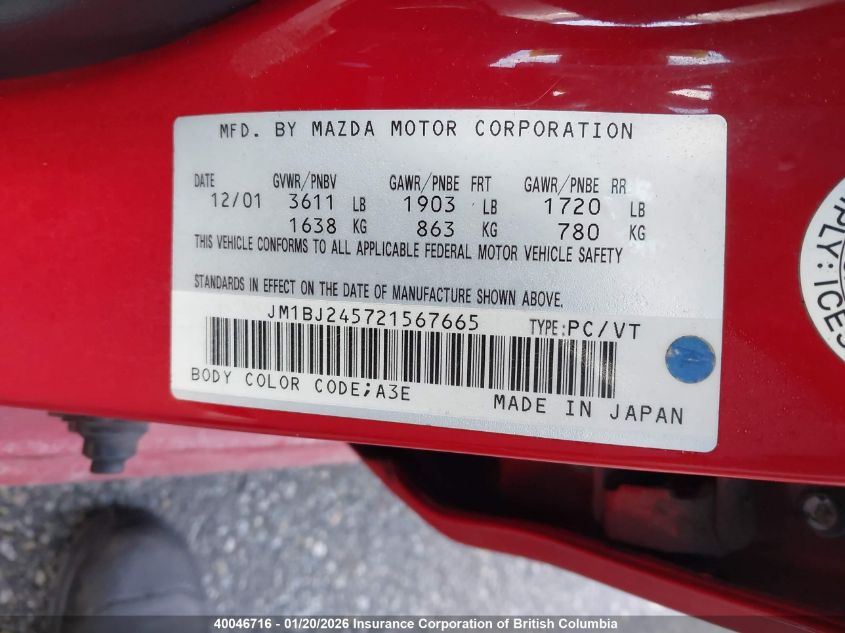 MFD. BY MAZDA MOTOR CORPORATION
DATE GVWR/PNBV GAWR/PNBE FRT GAWR/PNBE RR
12/01 3611 LB 1903 LB 1720 LB
1638 KG 863 KG 780 KG
THIS VEHICLE CONFORMS TO ALL APPLICABLE FEDERAL MOTOR VEHICLE SAFETY
STANDARDS IN EFFECT ON THE DATE OF MANUFACTURE SHOWN ABOVE.
JM1BJ245721567665 TYPE:PC/VT
BODY COLOR CODE;A3E
MADE IN JAPAN
40046716 - 01/20/2026 Insurance Corporation of British Columbia